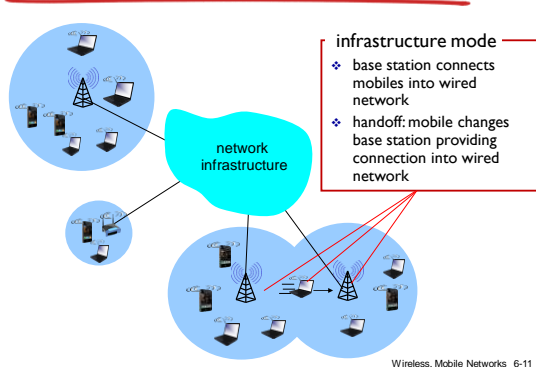 infrastructure mode
❖ base station connects
mobiles into wired
network
❖ handoff: mobile changes
base station providing
connection into wired
network
network
infrastructure
Wireless, Mobile Networks 6-11